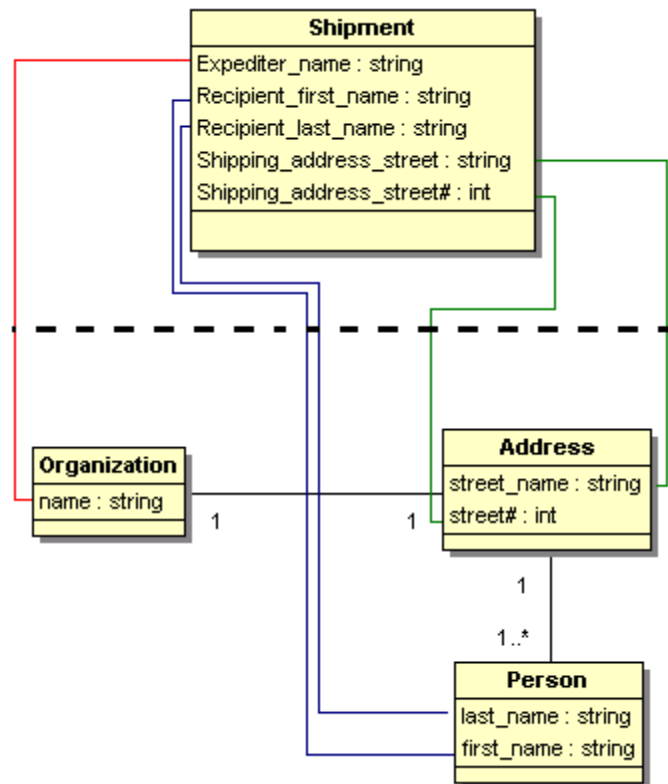 Shipment
Expediter_name : string
Recipient_first_name : string
Recipient_last_name : string
Shipping_address_street : string
Shipping_address_street# : int
Organization
name : string
1
1
Address
street_name : string
street# : int
1
1..*
Person
last_name : string
first_name : string